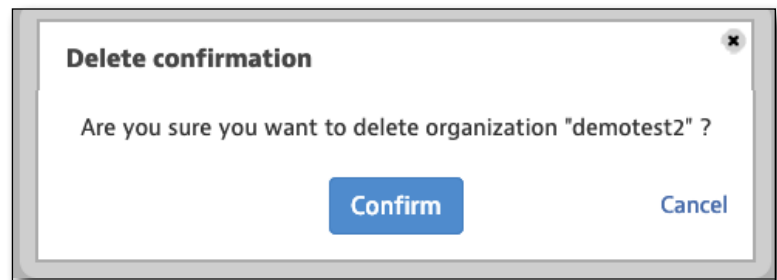 Delete confirmation
Are you sure you want to delete organization "demotest2" ?
Confirm
Cancel